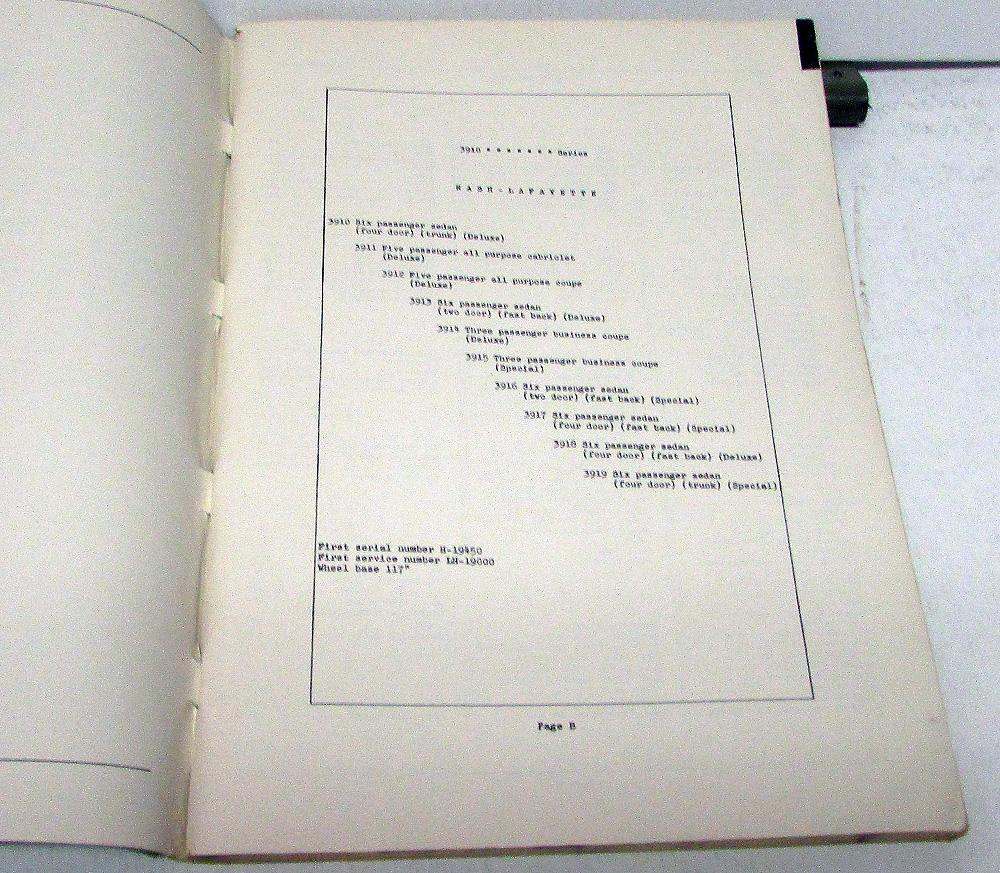 3910 * * * * * * * Series
NASH-LAFAYETTE
3910 Six passenger sedan
(four door) (trunk) (Deluxe)
3911 Five passenger all purpose cabriolet
(Deluxe)
3912 Five passenger all purpose coupe
(Deluxe)
3913 Six passenger sedan
(two door) (fast back) (Deluxe)
3914 Three passenger business coupe
(Deluxe)
3915 Three passenger business coupe
(Special)
3916 Six passenger sedan
(two door) (fast back) (Special)
3917 Six passenger sedan
(four door) (fast back) (Special)
3918 Six passenger sedan
(four door) (fast back) (Deluxe)
3919 Six passenger sedan
(four door) (trunk) (Special)
First serial number H-19450
First service number LH-19000
Wheel base 117"
Page B